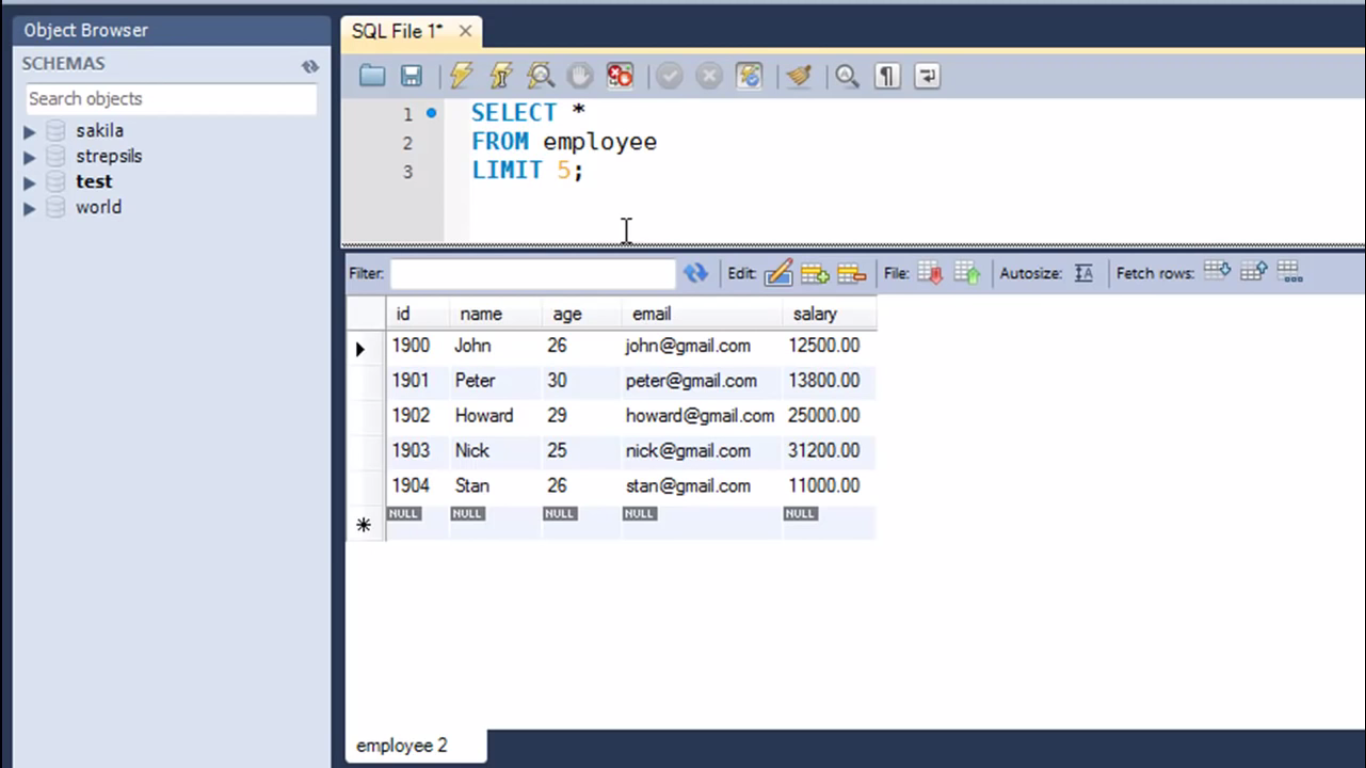 Object Browser
SCHEMAS
Search objects
sakila
strepsils
test
world
SQL File 1*
1 SELECT *
2 FROM employee
3 LIMIT 5;
Filter: Edit: File: Autosize: Fetch rows:
id name age email salary
1900 John 26 john@gmail.com 12500.00
1901 Peter 30 peter@gmail.com 13800.00
1902 Howard 29 howard@gmail.com 25000.00
1903 Nick 25 nick@gmail.com 31200.00
1904 Stan 26 stan@gmail.com 11000.00
NULL NULL NULL NULL NULL
employee 2